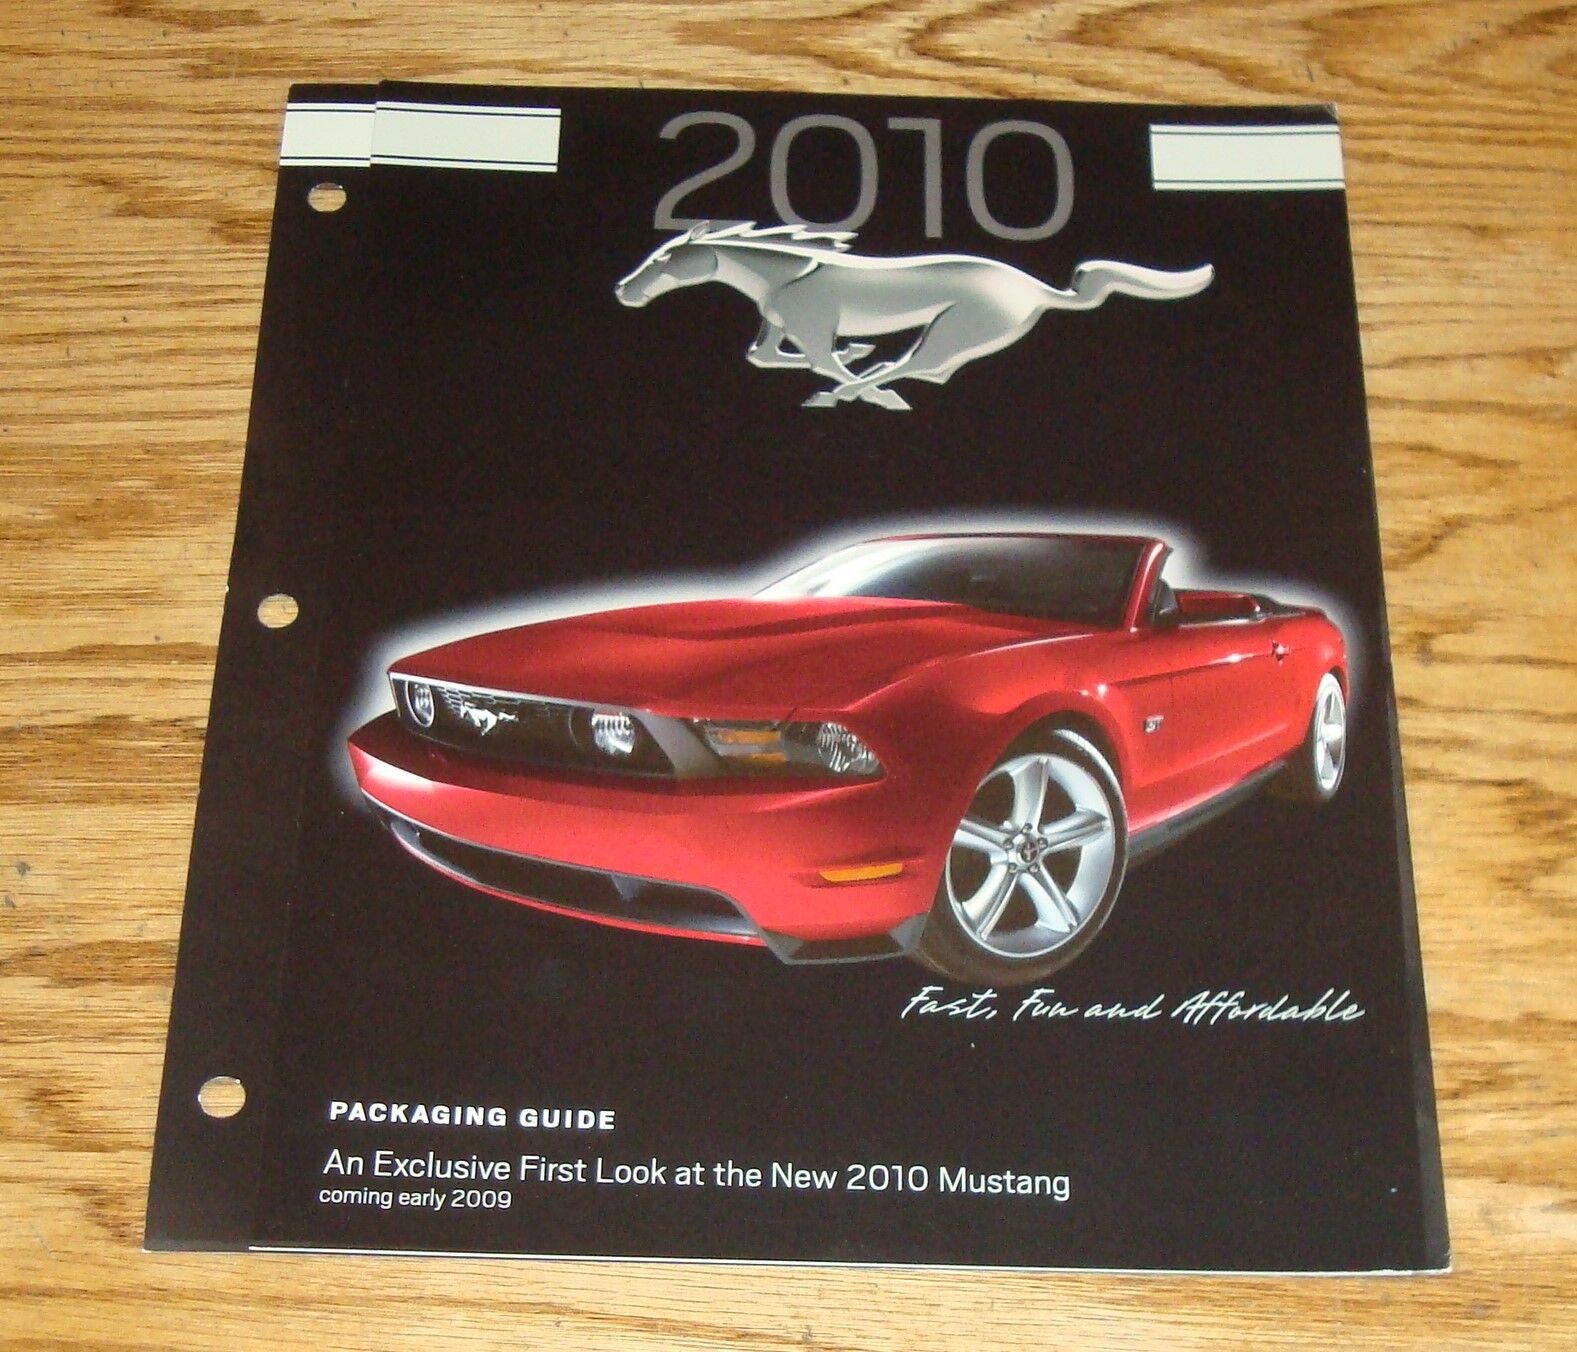 2010
Fast, Fun and Affordable
PACKAGING GUIDE
An Exclusive First Look at the New 2010 Mustang
coming early 2009